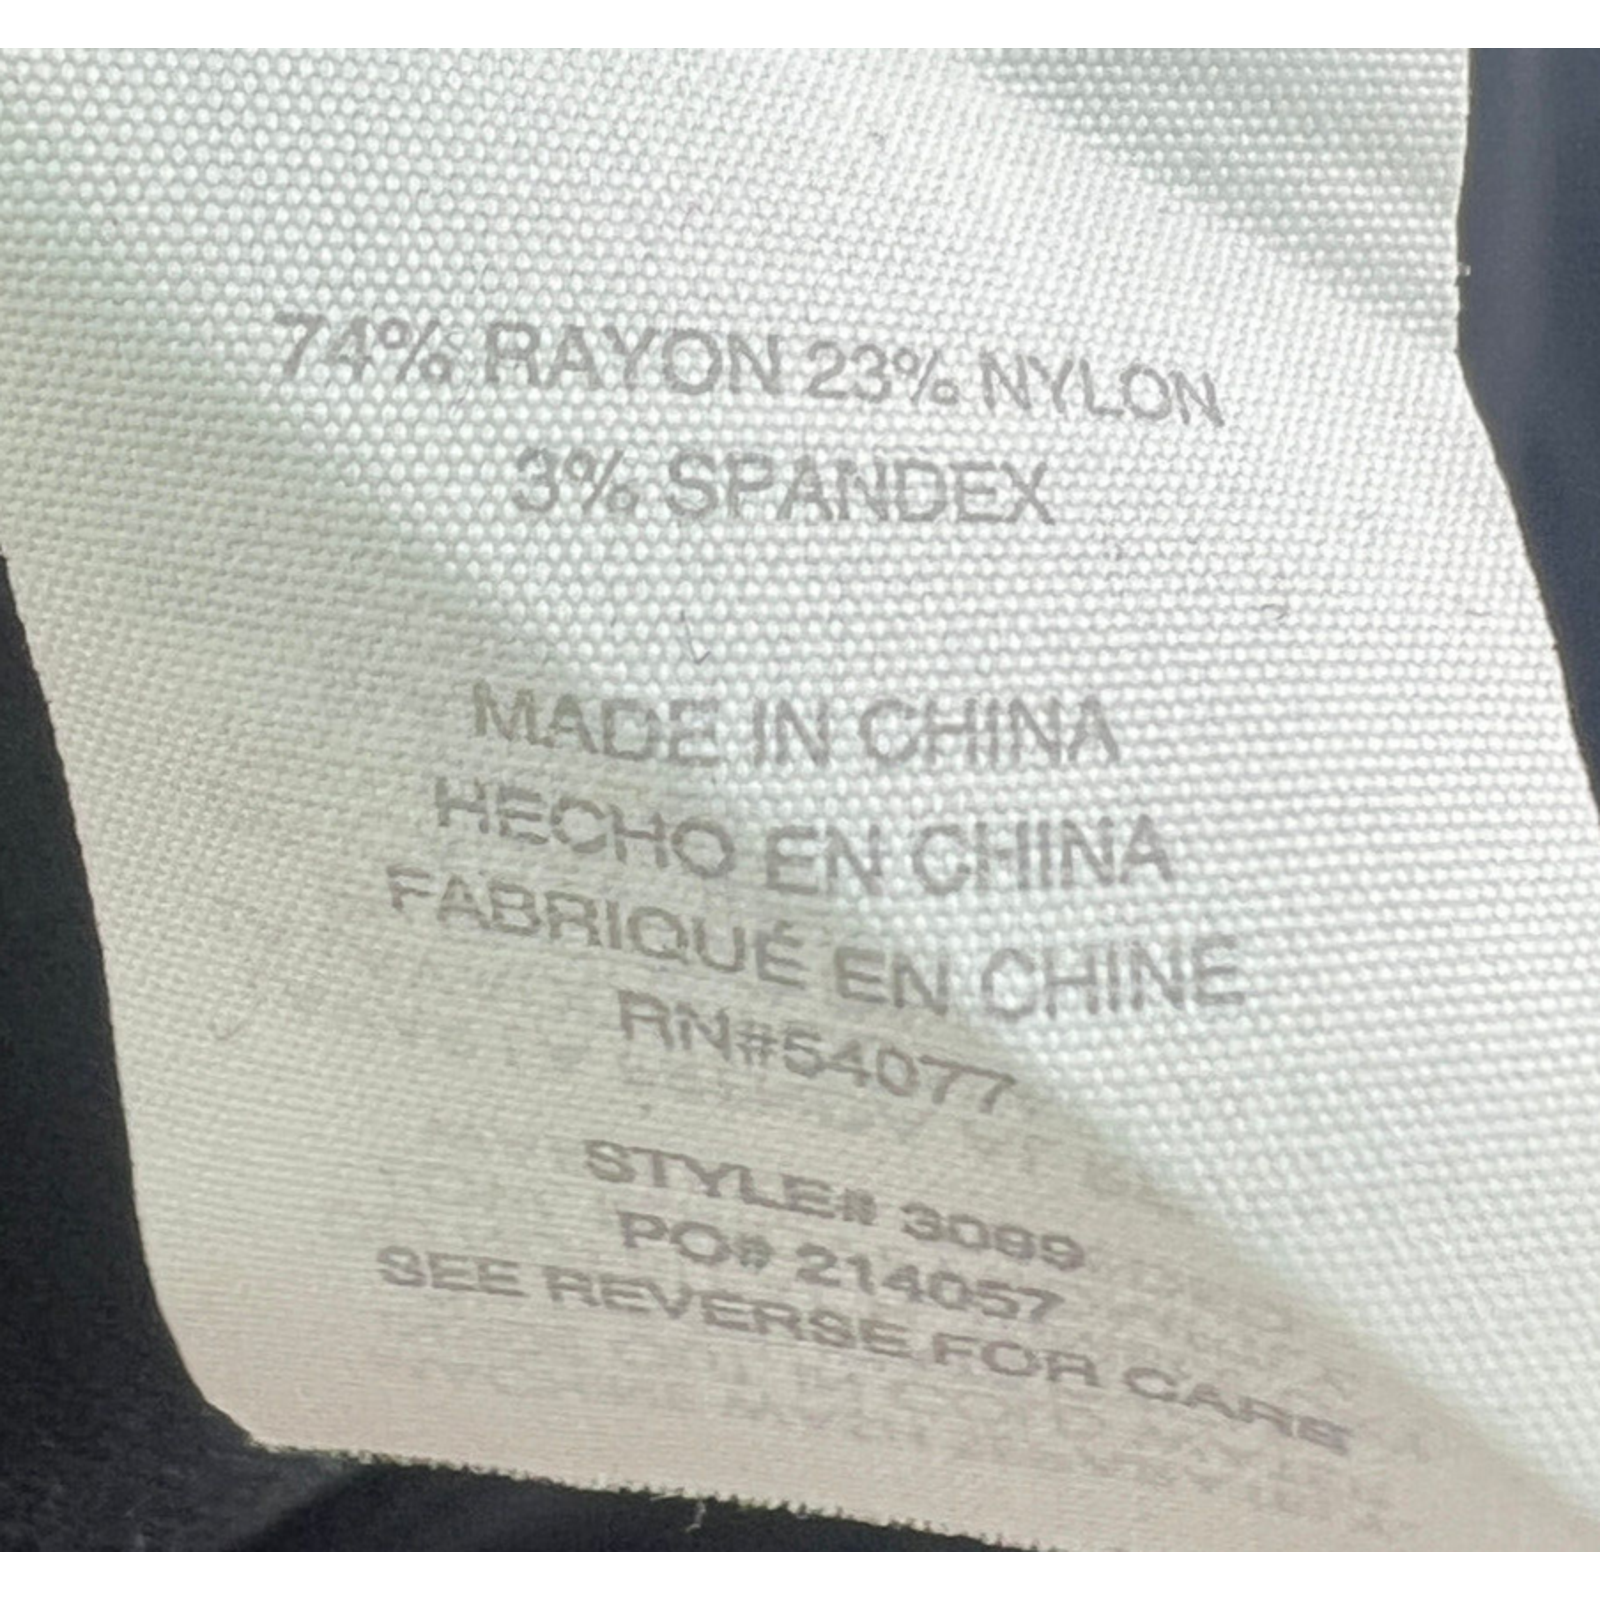 74% RAYON 23% NYLON
3% SPANDEX
MADE IN CHINA
HECHO EN CHINA
FABRIQUÉ EN CHINE
RN#54077
STYLE# 3089
PO# 214057
SEE REVERSE FOR CARE